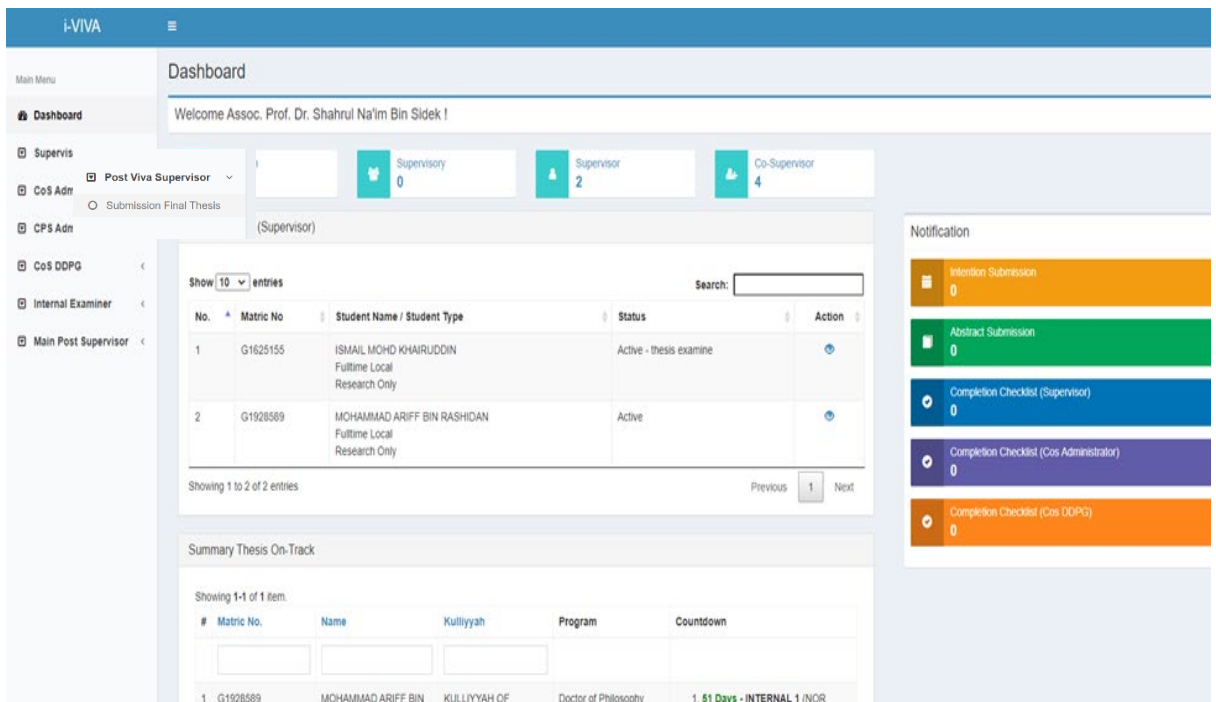 i-VIVA
Main Menu
Dashboard
Dashboard
Welcome Assoc. Prof. Dr. Shahrul Na'im Bin Sidek !
Supervis
Post Viva Supervisor
Submission Final Thesis
CoS Adm
CPS Adm
CoS DDPG
Internal Examiner
Main Post Supervisor
Supervisory
0
Supervisor
2
Co-Supervisor
4
(Supervisor)
Show 10 entries
Search:
No. Matric No Student Name / Student Type Status Action
1 G1625155 ISMAIL MOHD KHAIRUDDIN Active - thesis examine
Fulltime Local
Research Only
2 G1928589 MOHAMMAD ARIFF BIN RASHIDAN Active
Fulltime Local
Research Only
Showing 1 to 2 of 2 entries
Previous 1 Next
Summary Thesis On-Track
Showing 1-1 of 1 item.
# Matric No. Name Kulliyyah Program Countdown
1 G1928589 MOHAMMAD ARIFF BIN KULLIYYAH OF Doctor of Philosophy 1. 51 Days - INTERNAL 1 (NOR
Notification
Intention Submission
0
Abstract Submission
0
Completion Checklist (Supervisor)
0
Completion Checklist (Cos Administrator)
0
Completion Checklist (Cos DDPG)
0